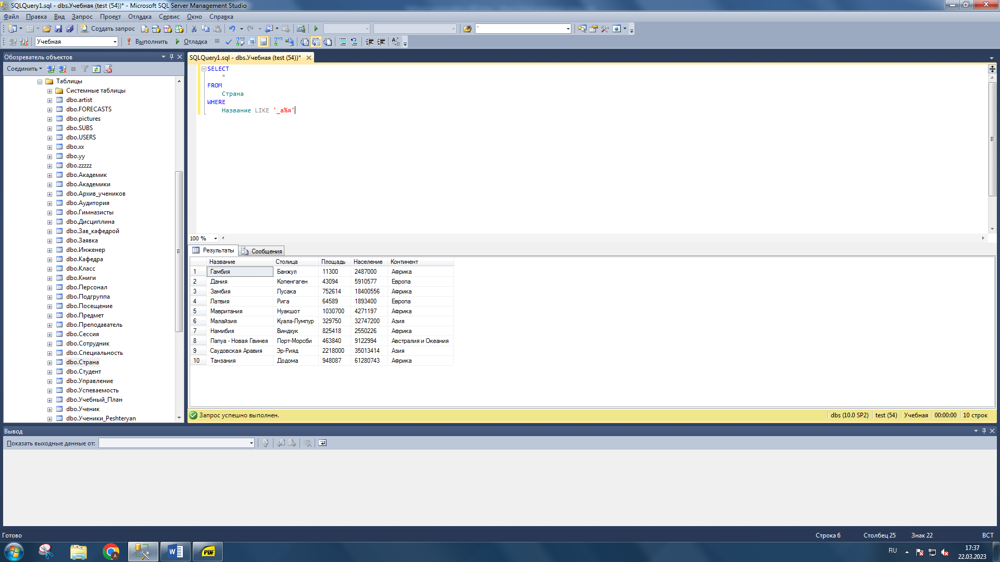 SQLQuery1.sql - dbs.Учебная (test (54))* - Microsoft SQL Server Management Studio
Файл Правка Вид Запрос Проект Отладка Сервис Окно Справка
Создать запрос '
Учебная Выполнить Отладка
Обозреватель объектов
Соединить
Таблицы
Системные таблицы
dbo.artist
dbo.FORECASTS
dbo.pictures
dbo.SUBS
dbo.USERS
dbo.xx
dbo.yy
dbo.zzzzz
dbo.Академик
dbo.Академики
dbo.Архив_учеников
dbo.Аудитория
dbo.Гимназисты
dbo.Дисциплина
dbo.Зав_кафедрой
dbo.Заявка
dbo.Инженер
dbo.Кафедра
dbo.Класс
dbo.Книги
dbo.Персонал
dbo.Подгруппа
dbo.Посещение
dbo.Предмет
dbo.Преподаватель
dbo.Сессия
dbo.Сотрудник
dbo.Специальность
dbo.Страна
dbo.Студент
dbo.Управление
dbo.Успеваемость
dbo.Учебный_План
dbo.Ученик
dbo.Ученики_Peshteryan
SQLQuery1.sql - dbs.Учебная (test (54))*
SELECT
*
FROM
Страна
WHERE
Название LIKE '_а%я'
100 %
Результаты Сообщения
Название Столица Площадь Население Континент
1 Гамбия Банжул 11300 2487000 Африка
2 Дания Копенгаген 43094 5910577 Европа
3 Замбия Лусака 752614 18400556 Африка
4 Латвия Рига 64589 1893400 Европа
5 Мавритания Нуакшот 1030700 4271197 Африка
6 Малайзия Куала-Лумпур 329750 32747200 Азия
7 Намибия Виндхук 825418 2550226 Африка
8 Папуа - Новая Гвинея Порт-Морсби 463840 9122994 Австралия и Океания
9 Саудовская Аравия Эр-Рияд 2218000 35013414 Азия
10 Танзания Додома 948087 61280743 Африка
Запрос успешно выполнен. dbs (10.0 SP2) test (54) Учебная 00:00:00 10 строк
Вывод
Показать выходные данные от:
Готово Строка 6 Столбец 25 Знак 22 ВСТ
A W PDF RU 17:37
22.03.2023